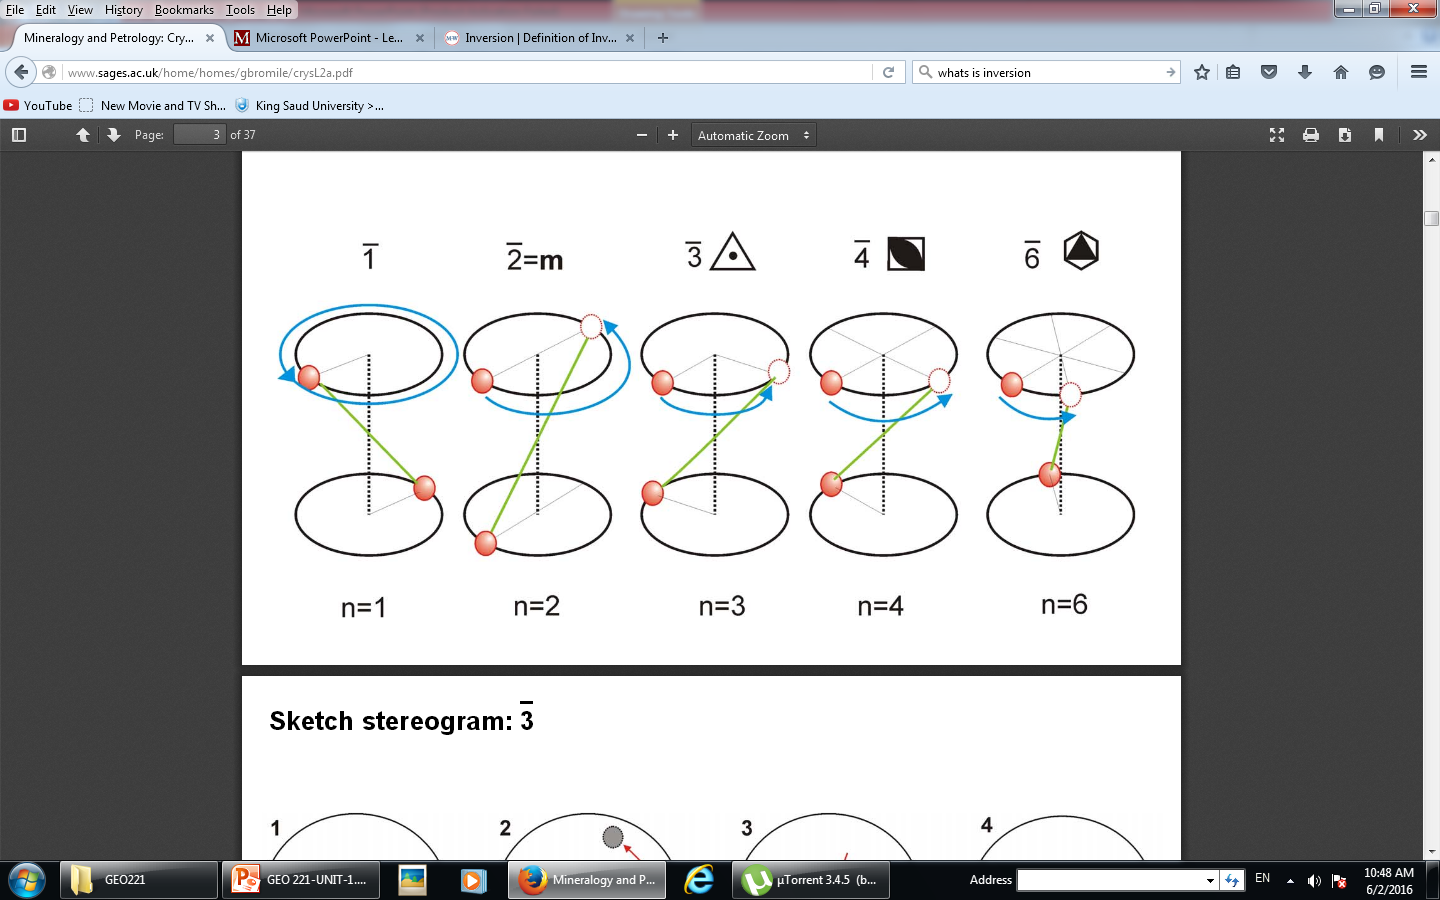 File Edit View History Bookmarks Tools Help
Mineralogy and Petrology: Cry... × M Microsoft PowerPoint - Le... × Inversion | Definition of Inv... × +
www.sages.ac.uk/home/homes/gbromile/crysL2a.pdf whats is inversion
YouTube New Movie and TV Sh... King Saud University >...
Page: 3 of 37 − + Automatic Zoom
1̅ 2̅=m 3̅ 4̅ 6̅
n=1 n=2 n=3 n=4 n=6
Sketch stereogram: 3̅
1 2 3 4
GEO221 GEO 221-UNIT-1.... Mineralogy and P... µTorrent 3.4.5 (b... Address EN 10:48 AM
6/2/2016